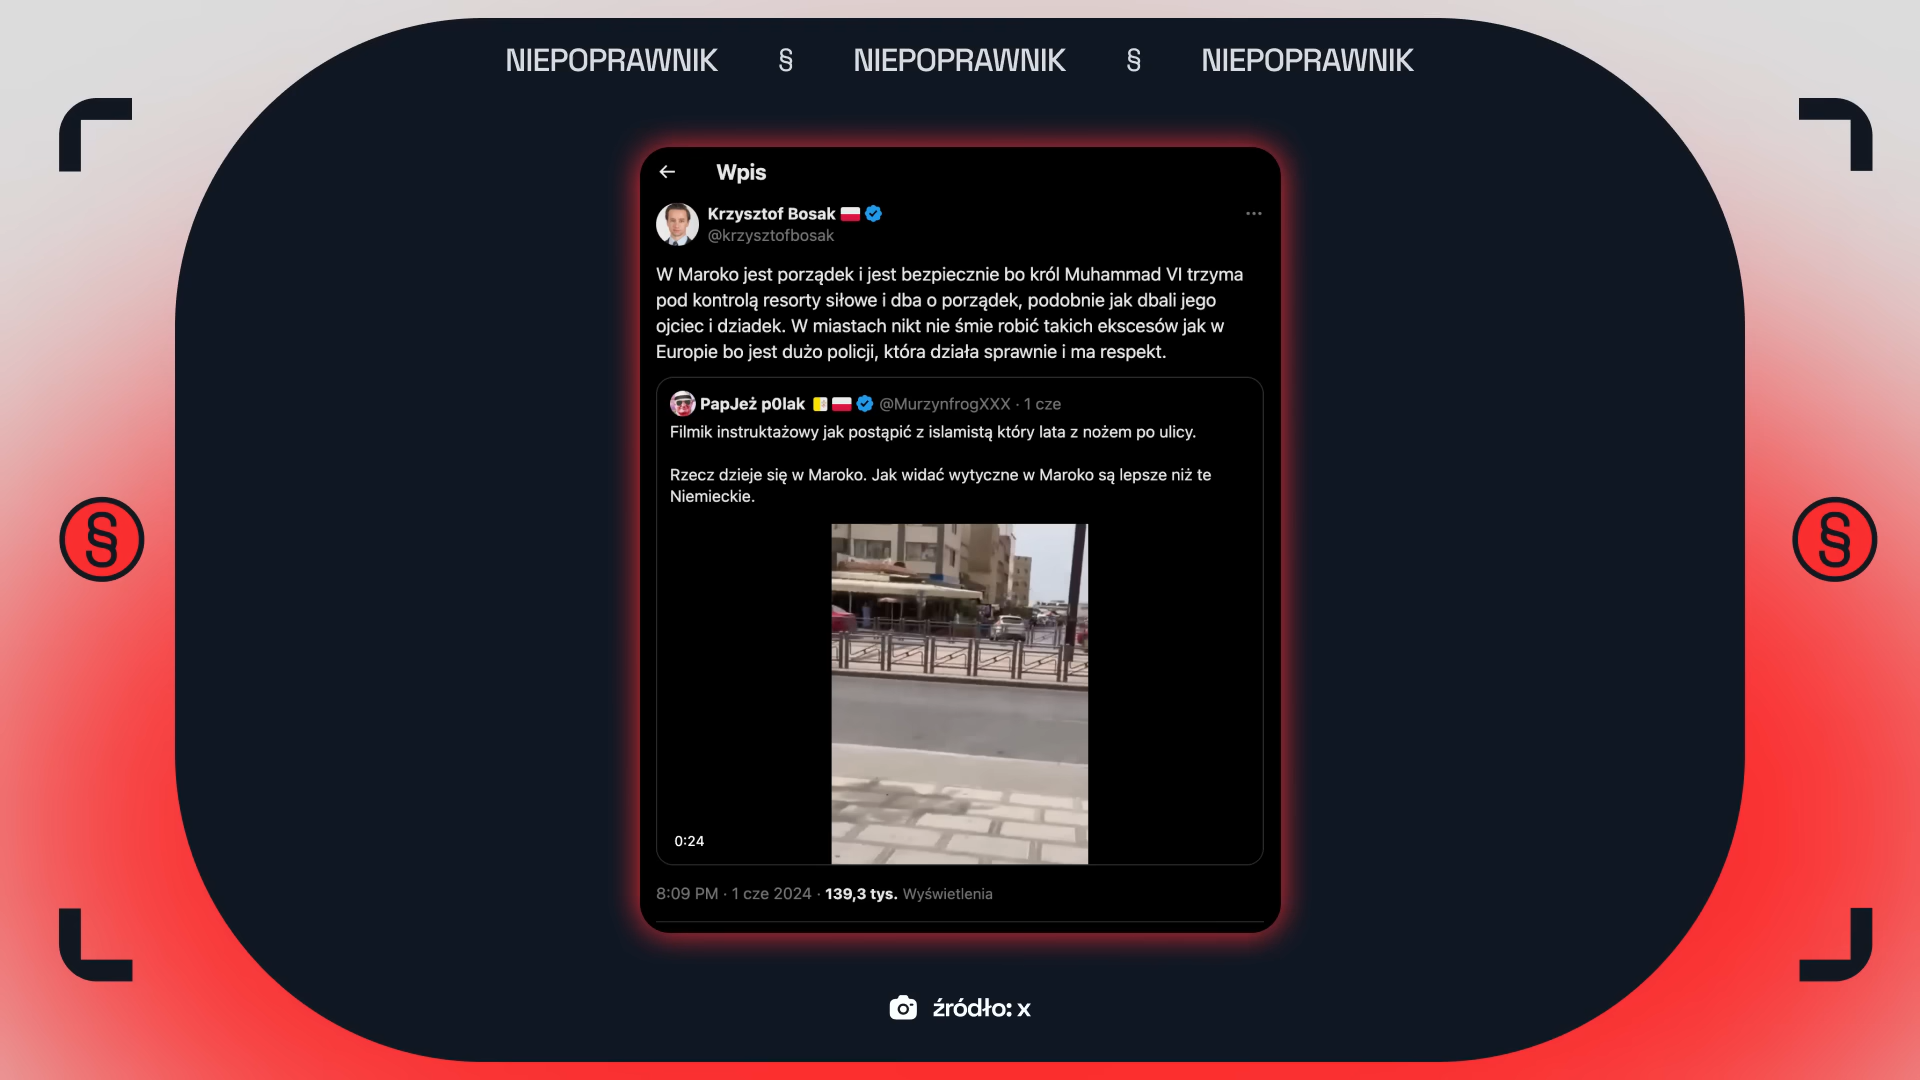 NIEPOPRAWNIK § NIEPOPRAWNIK § NIEPOPRAWNIK
← Wpis
Krzysztof Bosak 🇵🇱
@krzysztofbosak
W Maroko jest porządek i jest bezpiecznie bo król Muhammad VI trzyma
pod kontrolą resorty siłowe i dba o porządek, podobnie jak dbali jego
ojciec i dziadek. W miastach nikt nie śmie robić takich ekscesów jak w
Europie bo jest dużo policji, która działa sprawnie i ma respekt.
PapJeż p0lak 🇻🇦🇵🇱 @MurzynfrogXXX · 1 cze
Filmik instruktażowy jak postąpić z islamistą który lata z nożem po ulicy.
Rzecz dzieje się w Maroko. Jak widać wytyczne w Maroko są lepsze niż te
Niemieckie.
0:24
8:09 PM · 1 cze 2024 · 139,3 tys. Wyświetlenia
§ §
źródło: x